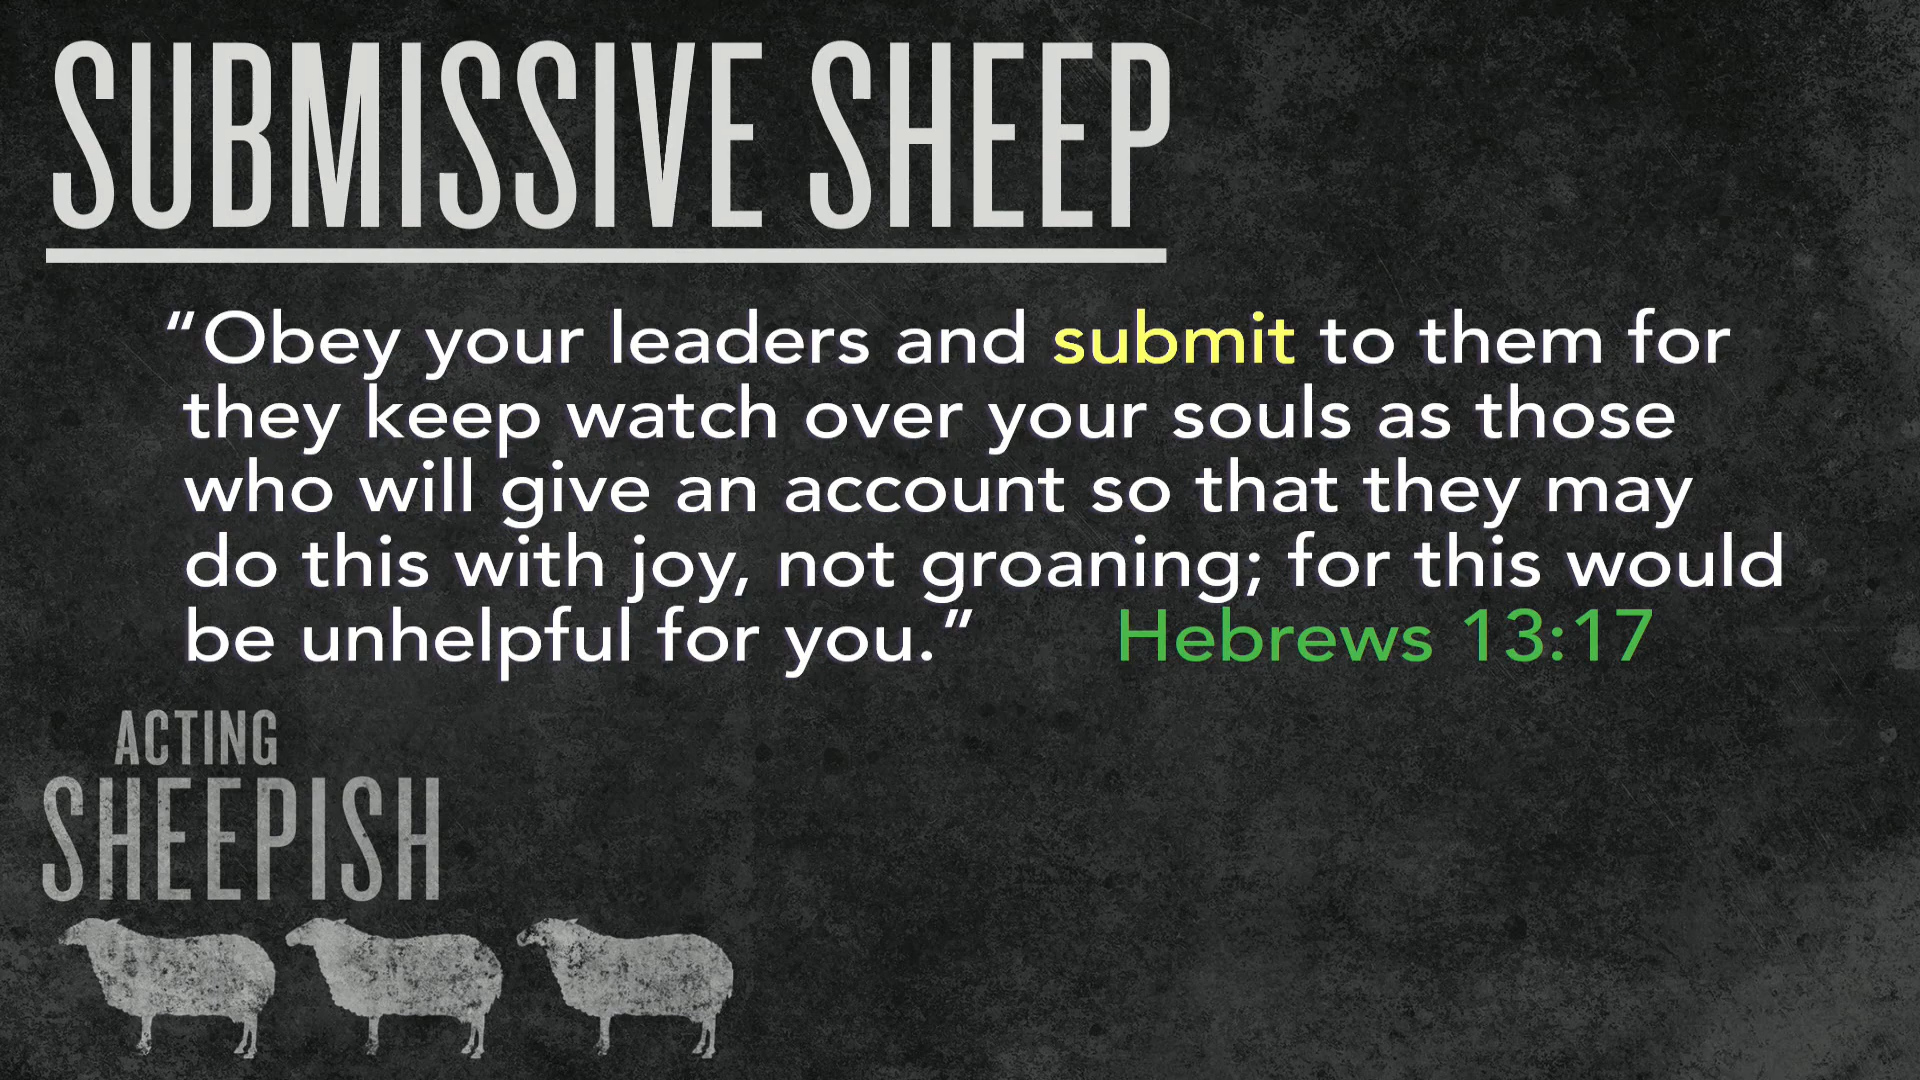 SUBMISSIVE SHEEP
“Obey your leaders and submit to them for
they keep watch over your souls as those
who will give an account so that they may
do this with joy, not groaning; for this would
be unhelpful for you.” Hebrews 13:17
ACTING
SHEEPISH